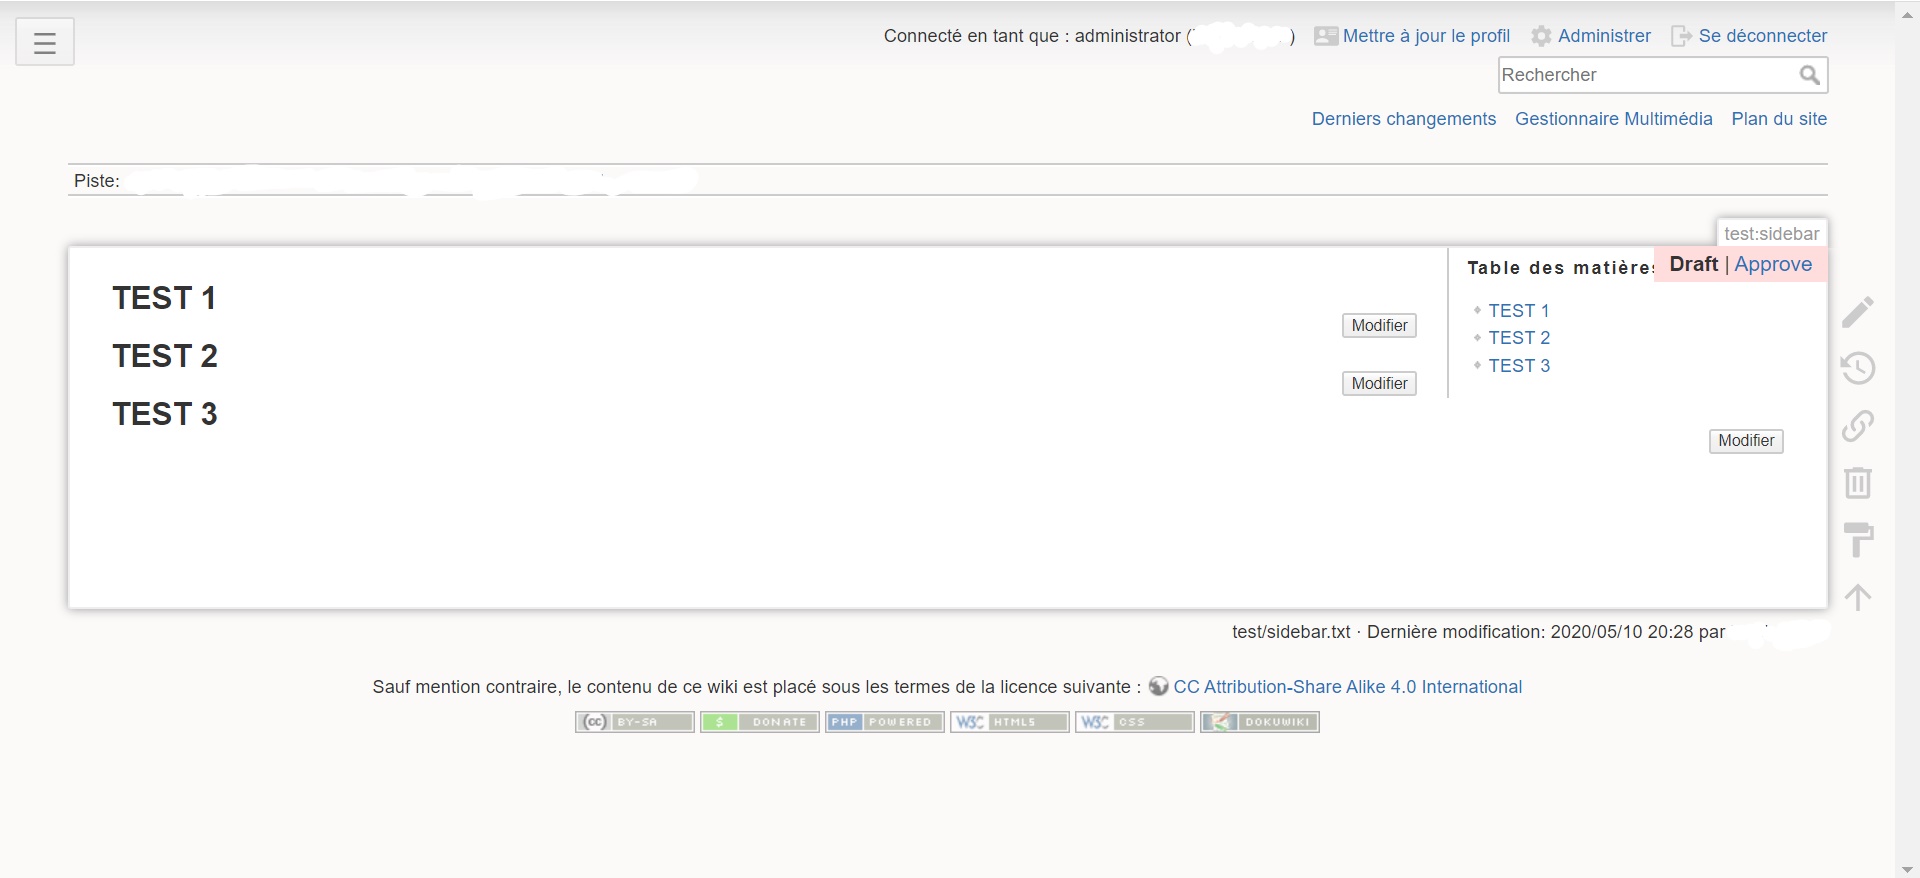 Connecté en tant que : administrator ( ) Mettre à jour le profil Administrer Se déconnecter
Rechercher
Derniers changements Gestionnaire Multimédia Plan du site
Piste:
test:sidebar
Draft | Approve
Table des matières
TEST 1
TEST 2
TEST 3
TEST 1
Modifier
TEST 2
Modifier
TEST 3
Modifier
test/sidebar.txt · Dernière modification: 2020/05/10 20:28 par
Sauf mention contraire, le contenu de ce wiki est placé sous les termes de la licence suivante : CC Attribution-Share Alike 4.0 International
(cc) BY-SA $ DONATE PHP POWERED W3C HTML5 W3C CSS DOKUWIKI